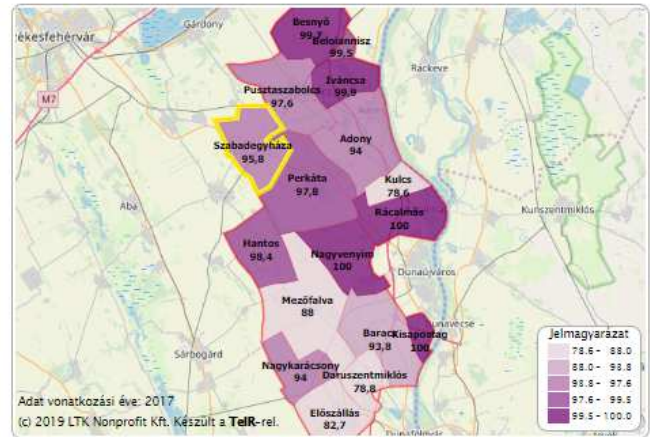 Gárdony
ékesfehérvár
M7
Besnyő
99,7
Beloiannisz
99,5
Ráckeve
Iváncsa
99,9
Pusztaszabolcs
97,6
Adony
94
Szabadegyháza
95,8
Perkáta
97,8
Kulcs
78,6
Aba
Rácalmás
100
Kunszentmiklós
Hantos
98,4
Nagyvenyim
100
Dunaújváros
Mezőfalva
88
Baracs
93,8
Kisapostag
100
Dunavecse
Sárbogárd
Nagykarácsony
94
Daruszentmiklós
78,8
Előszállás
82,7
Dunaföldvár
Jelmagyarázat
78.6 - 88.0
88.0 - 93.8
93.8 - 97.6
97.6 - 99.5
99.5 - 100.0
Adat vonatkozási éve: 2017
(c) 2019 LTK Nonprofit Kft. Készült a TeIR-rel.